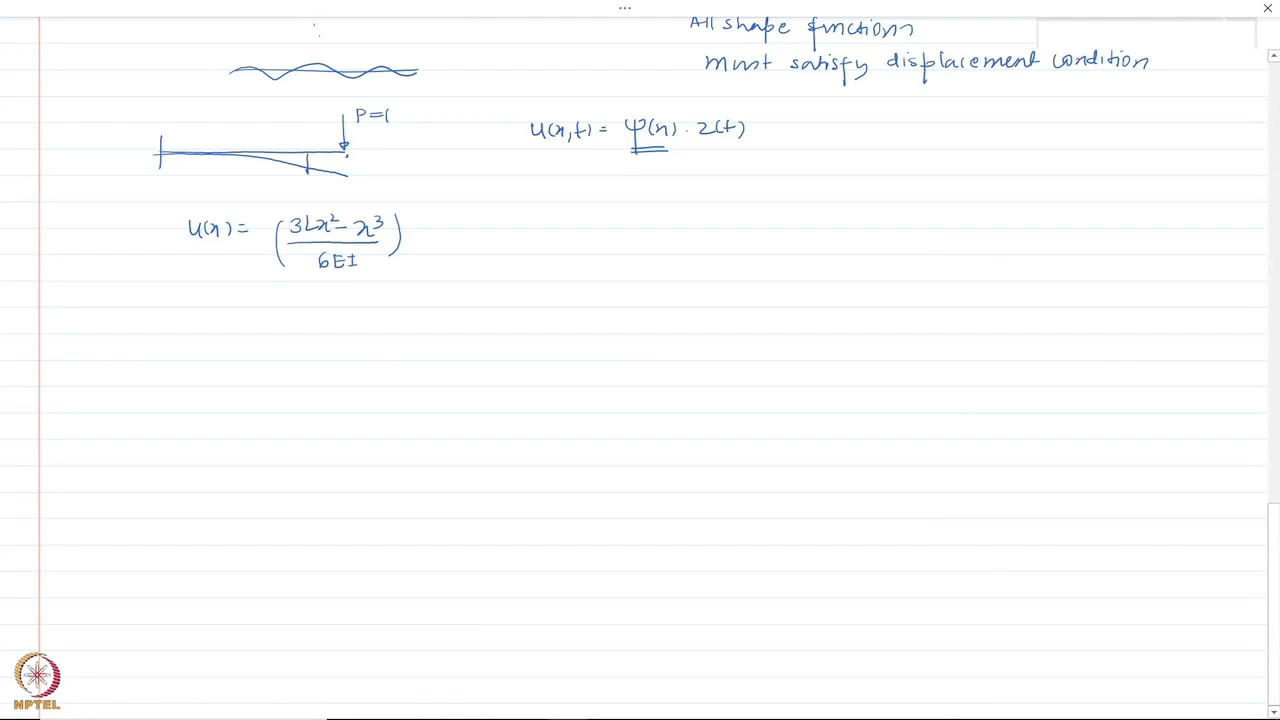 All shape functions
must satisfy displacement condition
P=1
u(x,t) = ψ(x) . z(t)
u(x) = (3Lx² - x³ / 6EI)
NPTEL